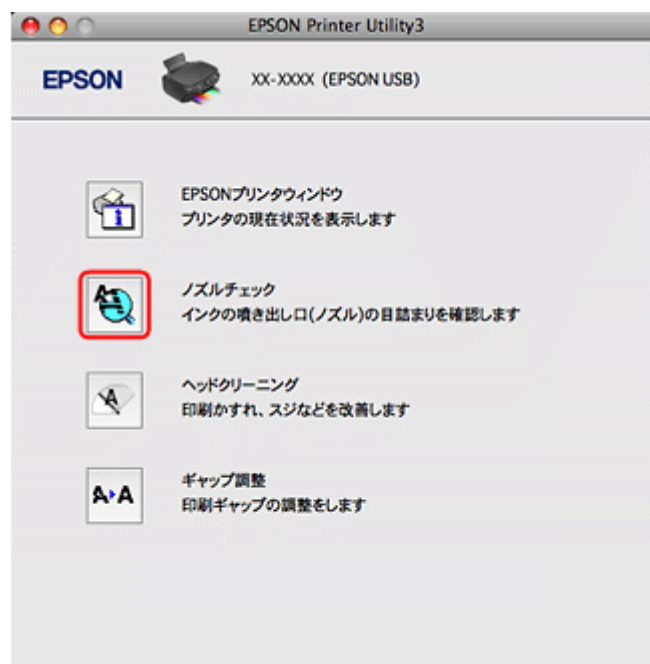 EPSON Printer Utility3
EPSON
XX-XXXX (EPSON USB)
EPSONプリンタウィンドウ
プリンタの現在状況を表示します
ノズルチェック
インクの噴き出し口(ノズル)の目詰まりを確認します
ヘッドクリーニング
印刷かすれ、スジなどを改善します
ギャップ調整
印刷ギャップの調整をします